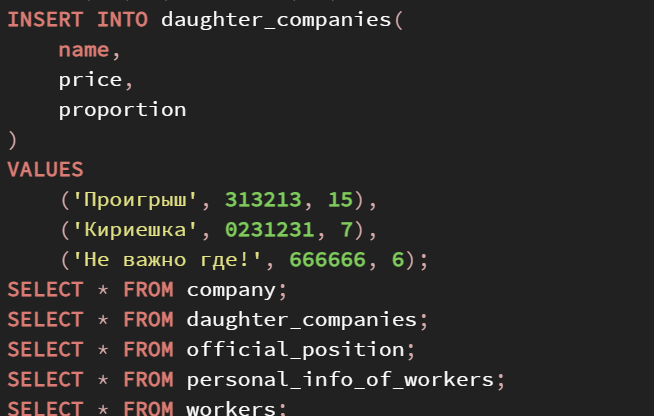 INSERT INTO daughter_companies(
    name,
    price,
    proportion
)
VALUES
    ('Проигрыш', 313213, 15),
    ('Кириешка', 0231231, 7),
    ('Не важно где!', 666666, 6);
SELECT * FROM company;
SELECT * FROM daughter_companies;
SELECT * FROM official_position;
SELECT * FROM personal_info_of_workers;
SELECT * FROM workers;